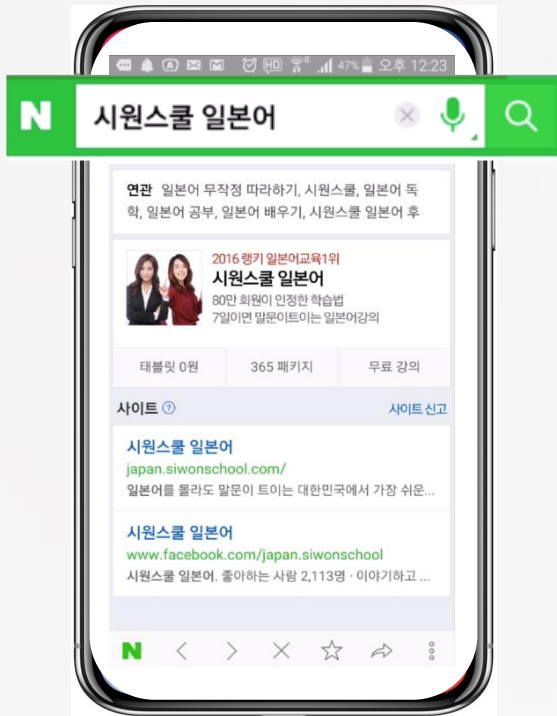 HD 6 47% 오후 12:23
N 시원스쿨 일본어
연관 일본어 무작정 따라하기, 시원스쿨, 일본어 독
학, 일본어 공부, 일본어 배우기, 시원스쿨 일본어 후
2016 랭키 일본어교육1위
시원스쿨 일본어
80만 회원이 인정한 학습법
7일이면 말문이트이는 일본어강의
태블릿 0원 365 패키지 무료 강의
사이트 ? 사이트 신고
시원스쿨 일본어
japan.siwonschool.com/
일본어를 몰라도 말문이 트이는 대한민국에서 가장 쉬운...
시원스쿨 일본어
www.facebook.com/japan.siwonschool
시원스쿨 일본어. 좋아하는 사람 2,113명 · 이야기하고 ...
N